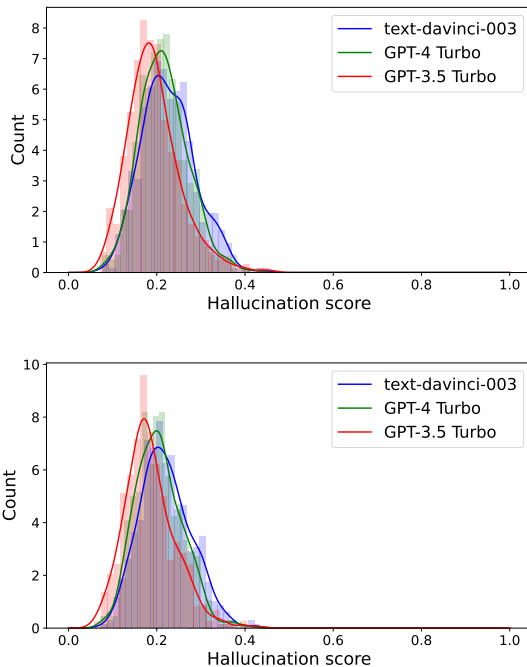 8
7
6
5
4
3
2
1
0
Count
text-davinci-003
GPT-4 Turbo
GPT-3.5 Turbo
0.0 0.2 0.4 0.6 0.8 1.0
Hallucination score
10
8
6
4
2
0
Count
text-davinci-003
GPT-4 Turbo
GPT-3.5 Turbo
0.0 0.2 0.4 0.6 0.8 1.0
Hallucination score